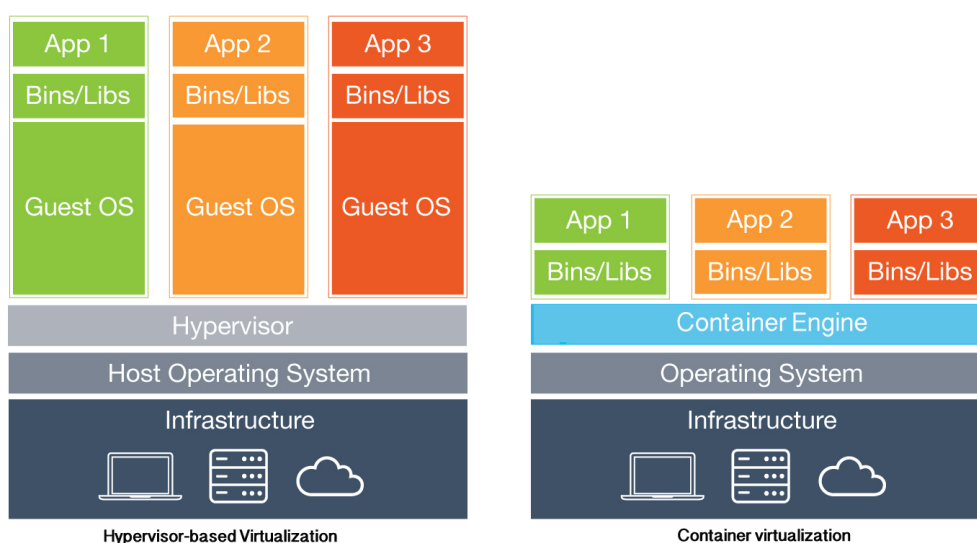 App 1
App 2
App 3
Bins/Libs
Bins/Libs
Bins/Libs
Guest OS
Guest OS
Guest OS
Hypervisor
Host Operating System
Infrastructure
Hypervisor-based Virtualization
App 1
App 2
App 3
Bins/Libs
Bins/Libs
Bins/Libs
Container Engine
Operating System
Infrastructure
Container virtualization